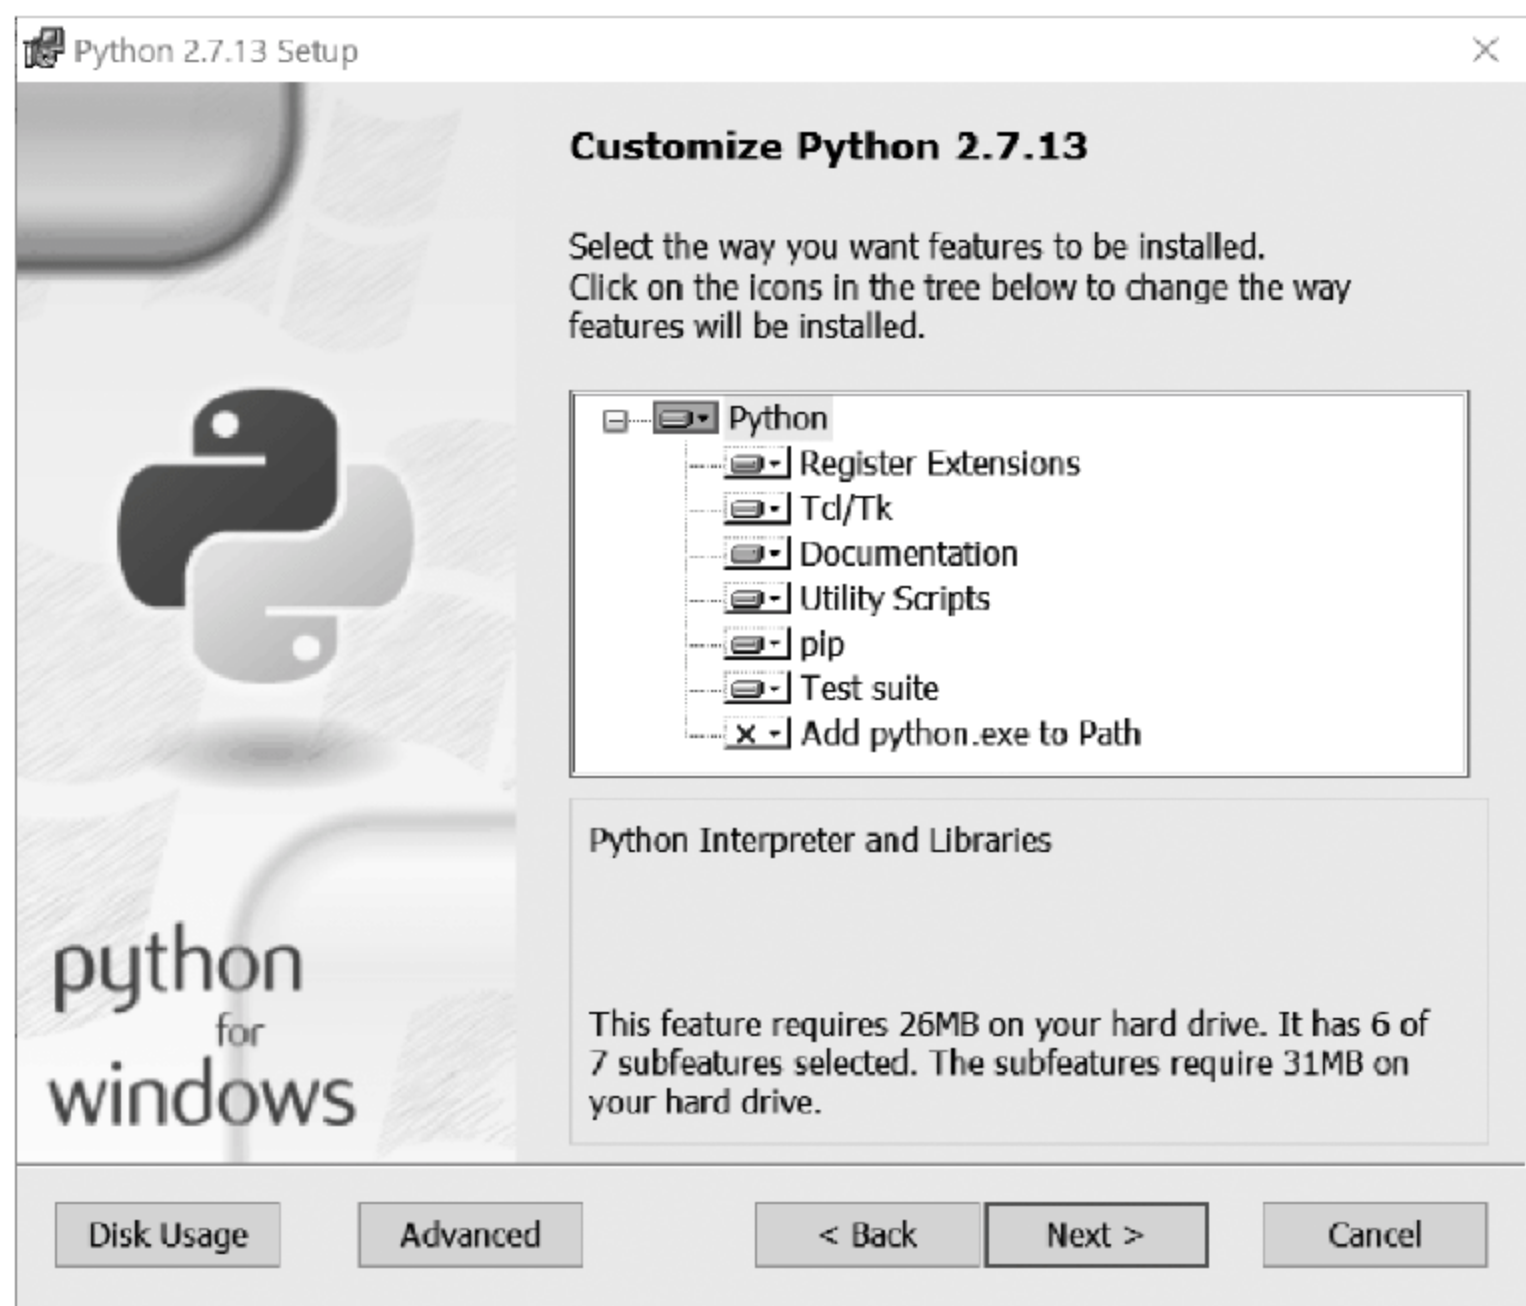 Python 2.7.13 Setup
Customize Python 2.7.13
Select the way you want features to be installed.
Click on the icons in the tree below to change the way
features will be installed.
Python
Register Extensions
Tcl/Tk
Documentation
Utility Scripts
pip
Test suite
Add python.exe to Path
Python Interpreter and Libraries
This feature requires 26MB on your hard drive. It has 6 of
7 subfeatures selected. The subfeatures require 31MB on
your hard drive.
python
for
windows
Disk Usage
Advanced
< Back
Next >
Cancel